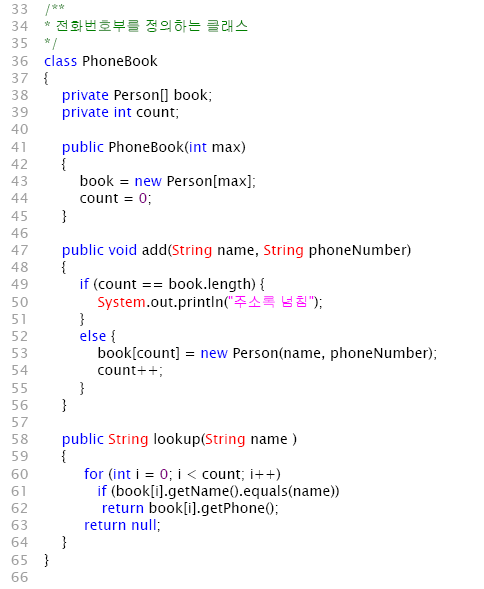 33 /**
34 * 전화번호부를 정의하는 클래스
35 */
36 class PhoneBook
37 {
38 private Person[] book;
39 private int count;
40
41 public PhoneBook(int max)
42 {
43 book = new Person[max];
44 count = 0;
45 }
46
47 public void add(String name, String phoneNumber)
48 {
49 if (count == book.length) {
50 System.out.println("주소록 넘침");
51 }
52 else {
53 book[count] = new Person(name, phoneNumber);
54 count++;
55 }
56 }
57
58 public String lookup(String name )
59 {
60 for (int i = 0; i < count; i++)
61 if (book[i].getName().equals(name))
62 return book[i].getPhone();
63 return null;
64 }
65 }
66